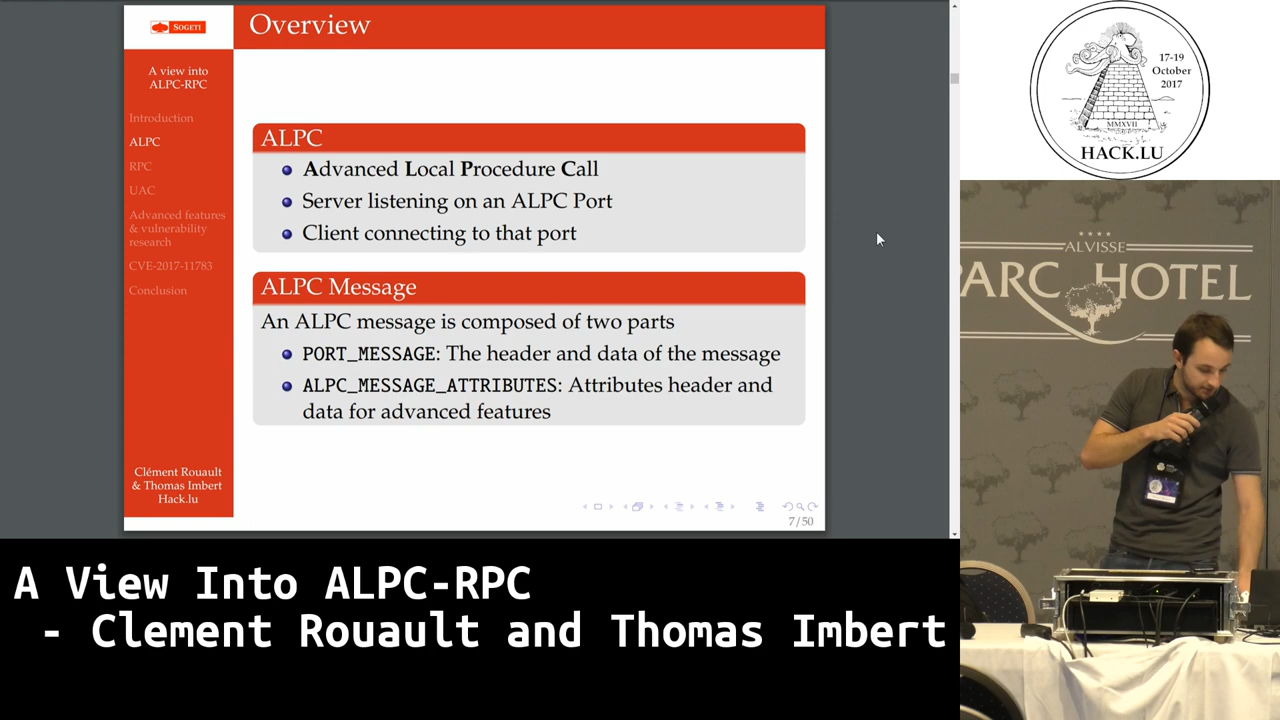 SOGETI
Overview
A view into
ALPC-RPC
Introduction
ALPC
RPC
UAC
Advanced features
& vulnerability
research
CVE-2017-11783
Conclusion
Clément Rouault
& Thomas Imbert
Hack.lu
ALPC
Advanced Local Procedure Call
Server listening on an ALPC Port
Client connecting to that port
ALPC Message
An ALPC message is composed of two parts
PORT_MESSAGE: The header and data of the message
ALPC_MESSAGE_ATTRIBUTES: Attributes header and
data for advanced features
7/50
17-19
October
2017
MMXVII
HACK.LU
ALVISSE
PARC HOTEL
A View Into ALPC-RPC
- Clement Rouault and Thomas Imbert